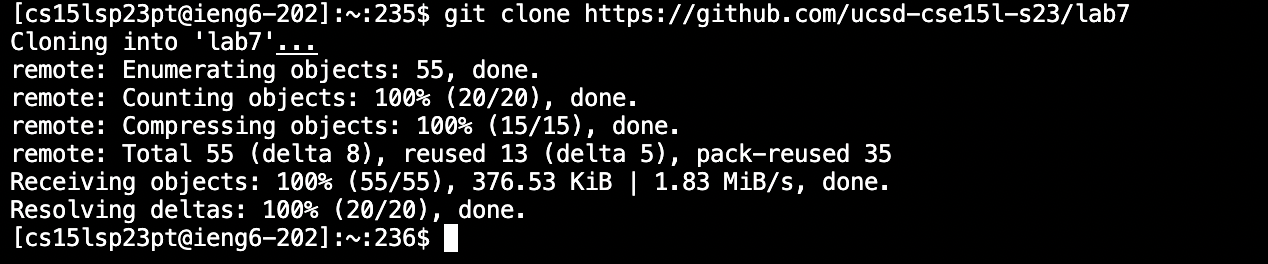 [cs15lsp23pt@ieng6-202]:~:235$ git clone https://github.com/ucsd-cse15l-s23/lab7
Cloning into 'lab7'...
remote: Enumerating objects: 55, done.
remote: Counting objects: 100% (20/20), done.
remote: Compressing objects: 100% (15/15), done.
remote: Total 55 (delta 8), reused 13 (delta 5), pack-reused 35
Receiving objects: 100% (55/55), 376.53 KiB | 1.83 MiB/s, done.
Resolving deltas: 100% (20/20), done.
[cs15lsp23pt@ieng6-202]:~:236$